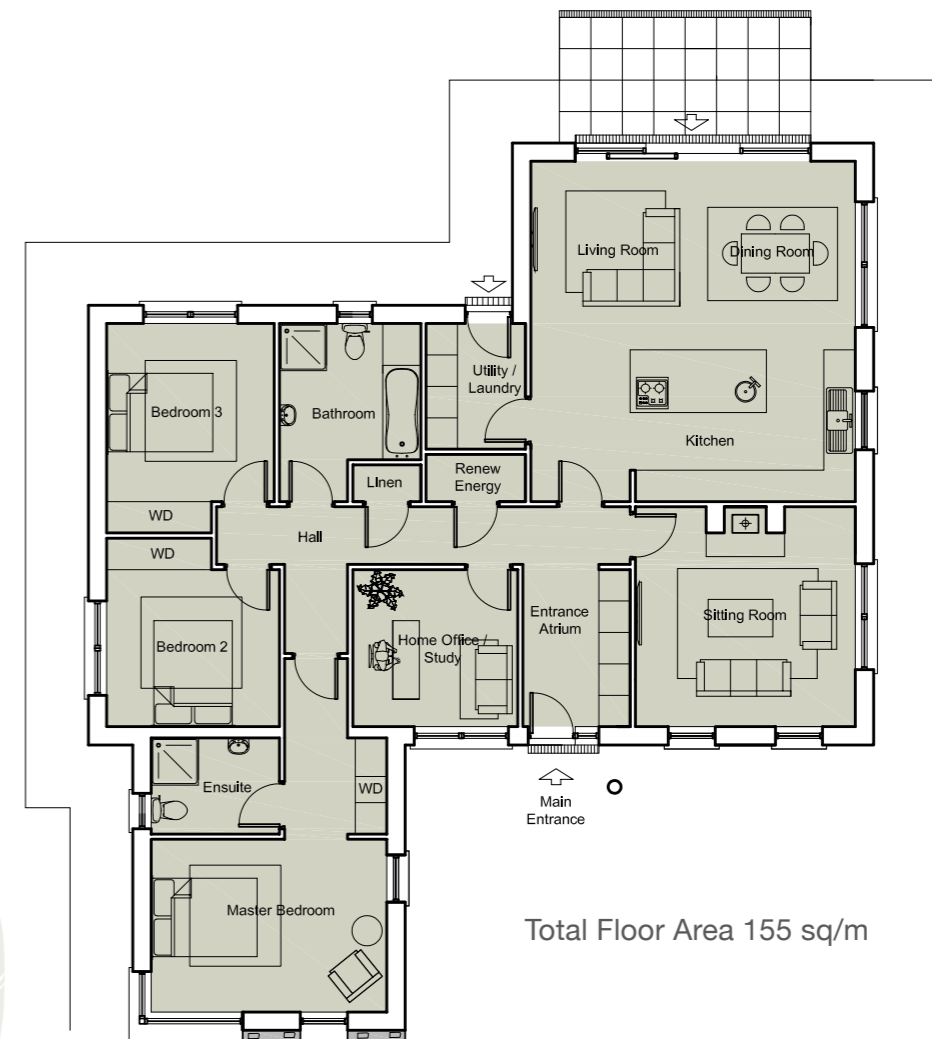 Living Room
Dining Room
Utility /
Laundry
Bedroom 3
Bathroom
Kitchen
Renew
Energy
LInen
WD
Hall
WD
Entrance
Atrium
Sitting Room
Home Office /
Study
Bedroom 2
Ensuite
WD
Main
Entrance
Master Bedroom
Total Floor Area 155 sq/m